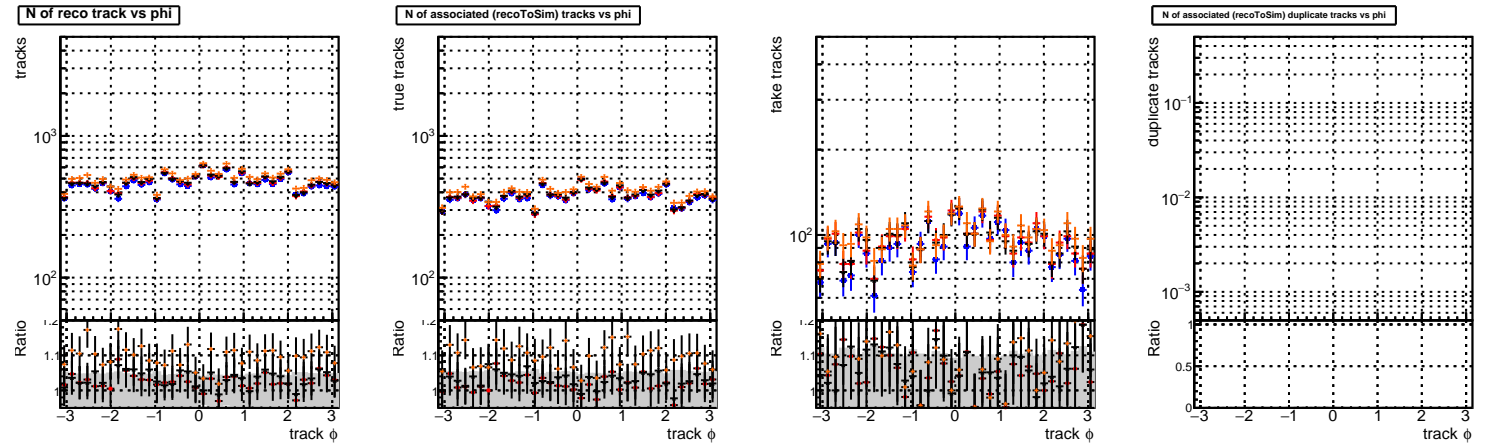 N of reco track vs phi
tracks
10³
10²
Ratio
1.2
1.1
−3 −2 −1 0 1 2 3
track ϕ
N of associated (recoToSim) tracks vs phi
true tracks
10³
10²
Ratio
1.2
1.1
−3 −2 −1 0 1 2 3
track ϕ
fake tracks
10²
Ratio
1.2
1.1
−3 −2 −1 0 1 2 3
track ϕ
N of associated (recoToSim) duplicate tracks vs phi
duplicate tracks
10⁻¹
10⁻²
10⁻³
Ratio
1
0.5
0
−3 −2 −1 0 1 2 3
track ϕ